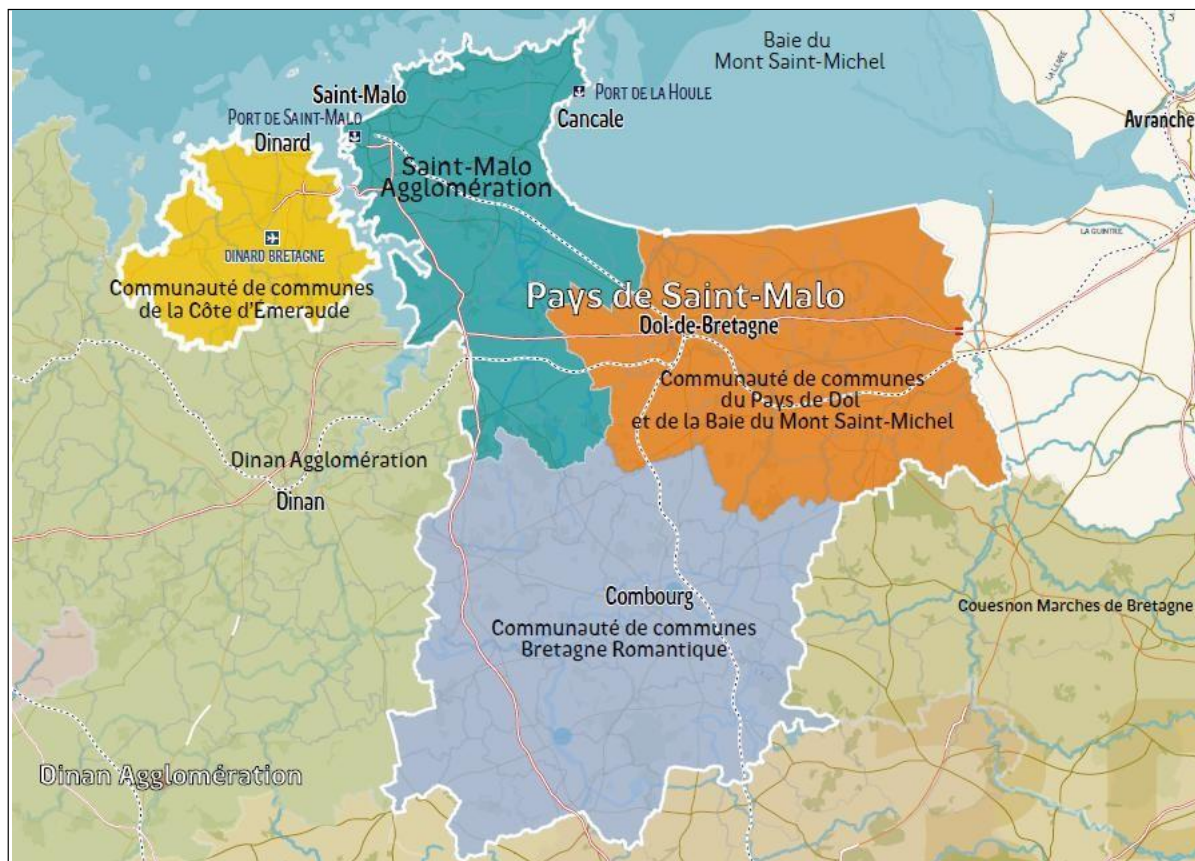 Baie du
Mont Saint-Michel
LA LERRE
Saint-Malo
PORT DE SAINT-MALO
Dinard
PORT DE LA HOULE
Cancale
Avranche
Saint-Malo
Agglomération
LA GUINTRE
DINARD BRETAGNE
Communauté de communes
de la Côte d'Émeraude
Pays de Saint-Malo
Dol-de-Bretagne
Communauté de communes
du Pays de Dol
et de la Baie du Mont Saint-Michel
Dinan Agglomération
Dinan
Combourg
Communauté de communes
Bretagne Romantique
Couesnon Marches de Bretagne
Dinan Agglomération